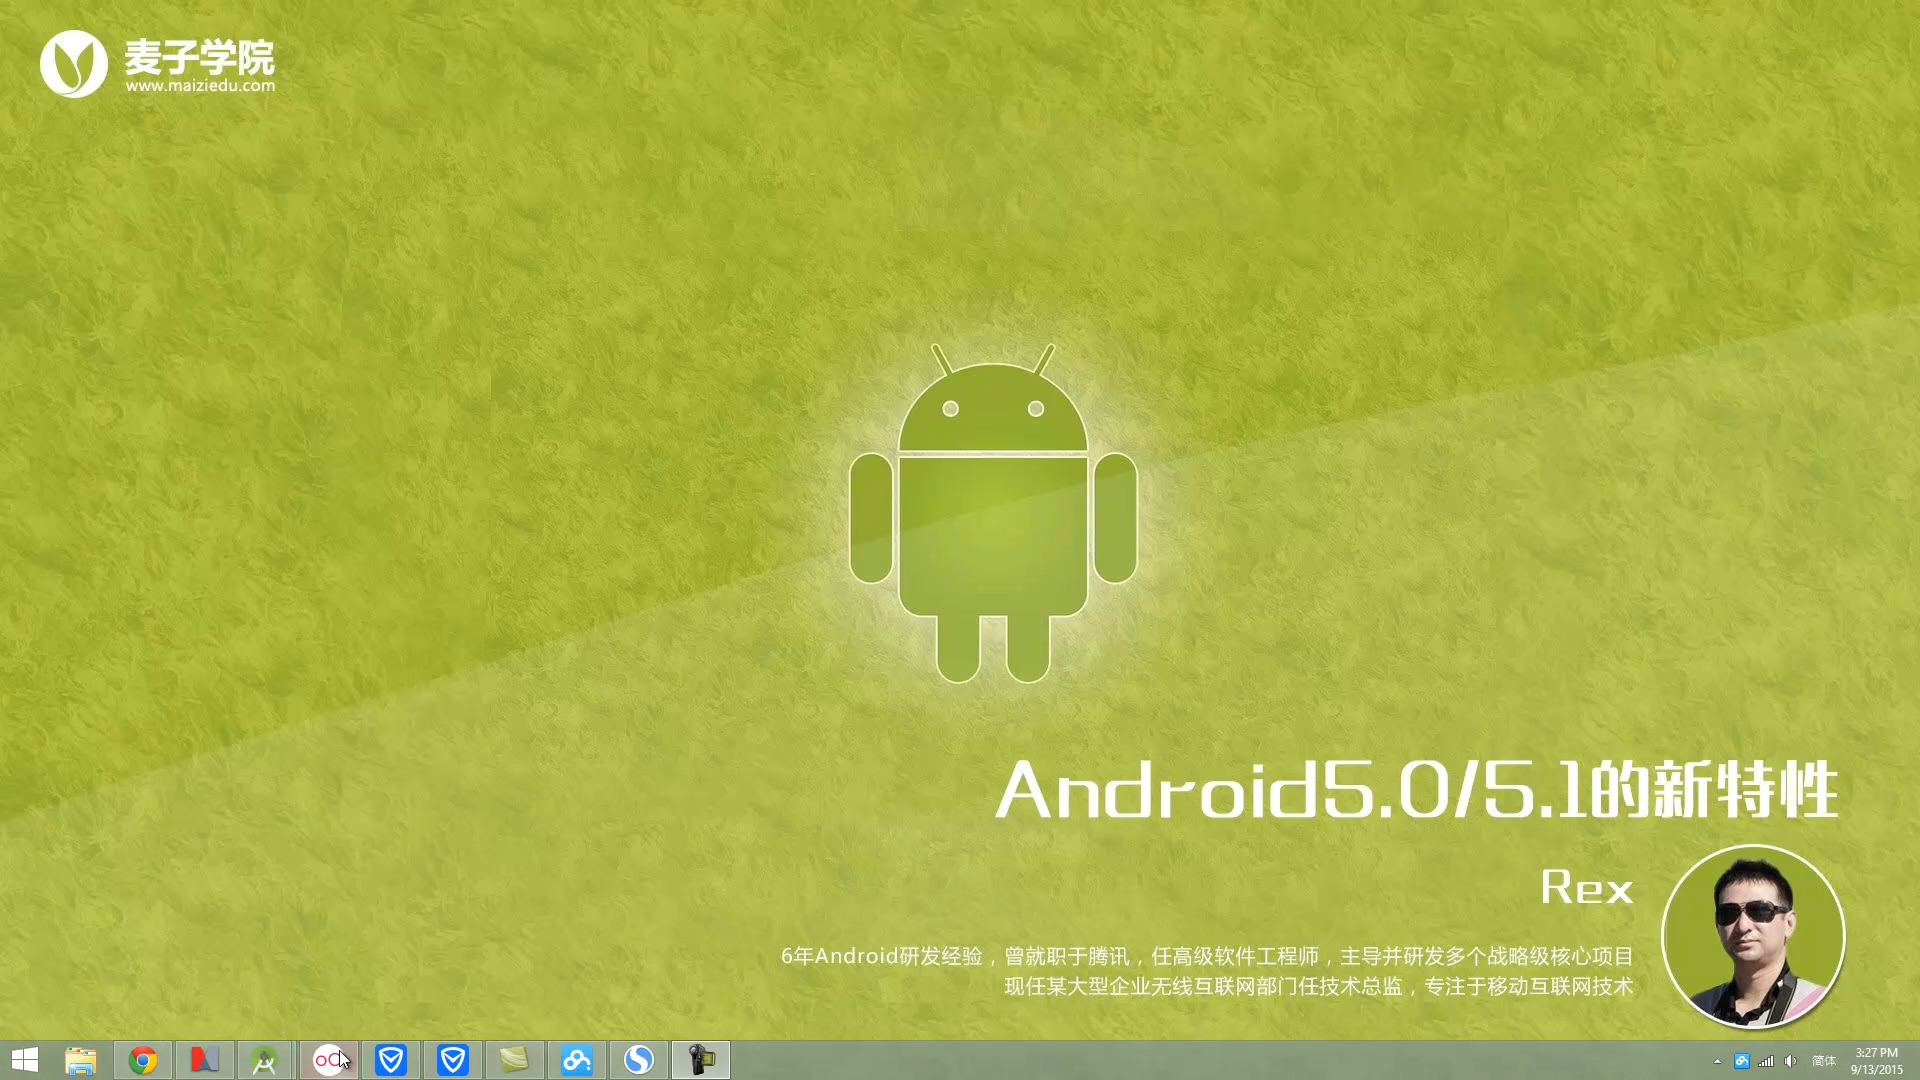 麦子学院
www.maiziedu.com
Android5.0/5.1的新特性
Rex
6年Android研发经验，曾就职于腾讯，任高级软件工程师，主导并研发多个战略级核心项目
现任某大型企业无线互联网部门任技术总监，专注于移动互联网技术
简体
3:27 PM
9/13/2015